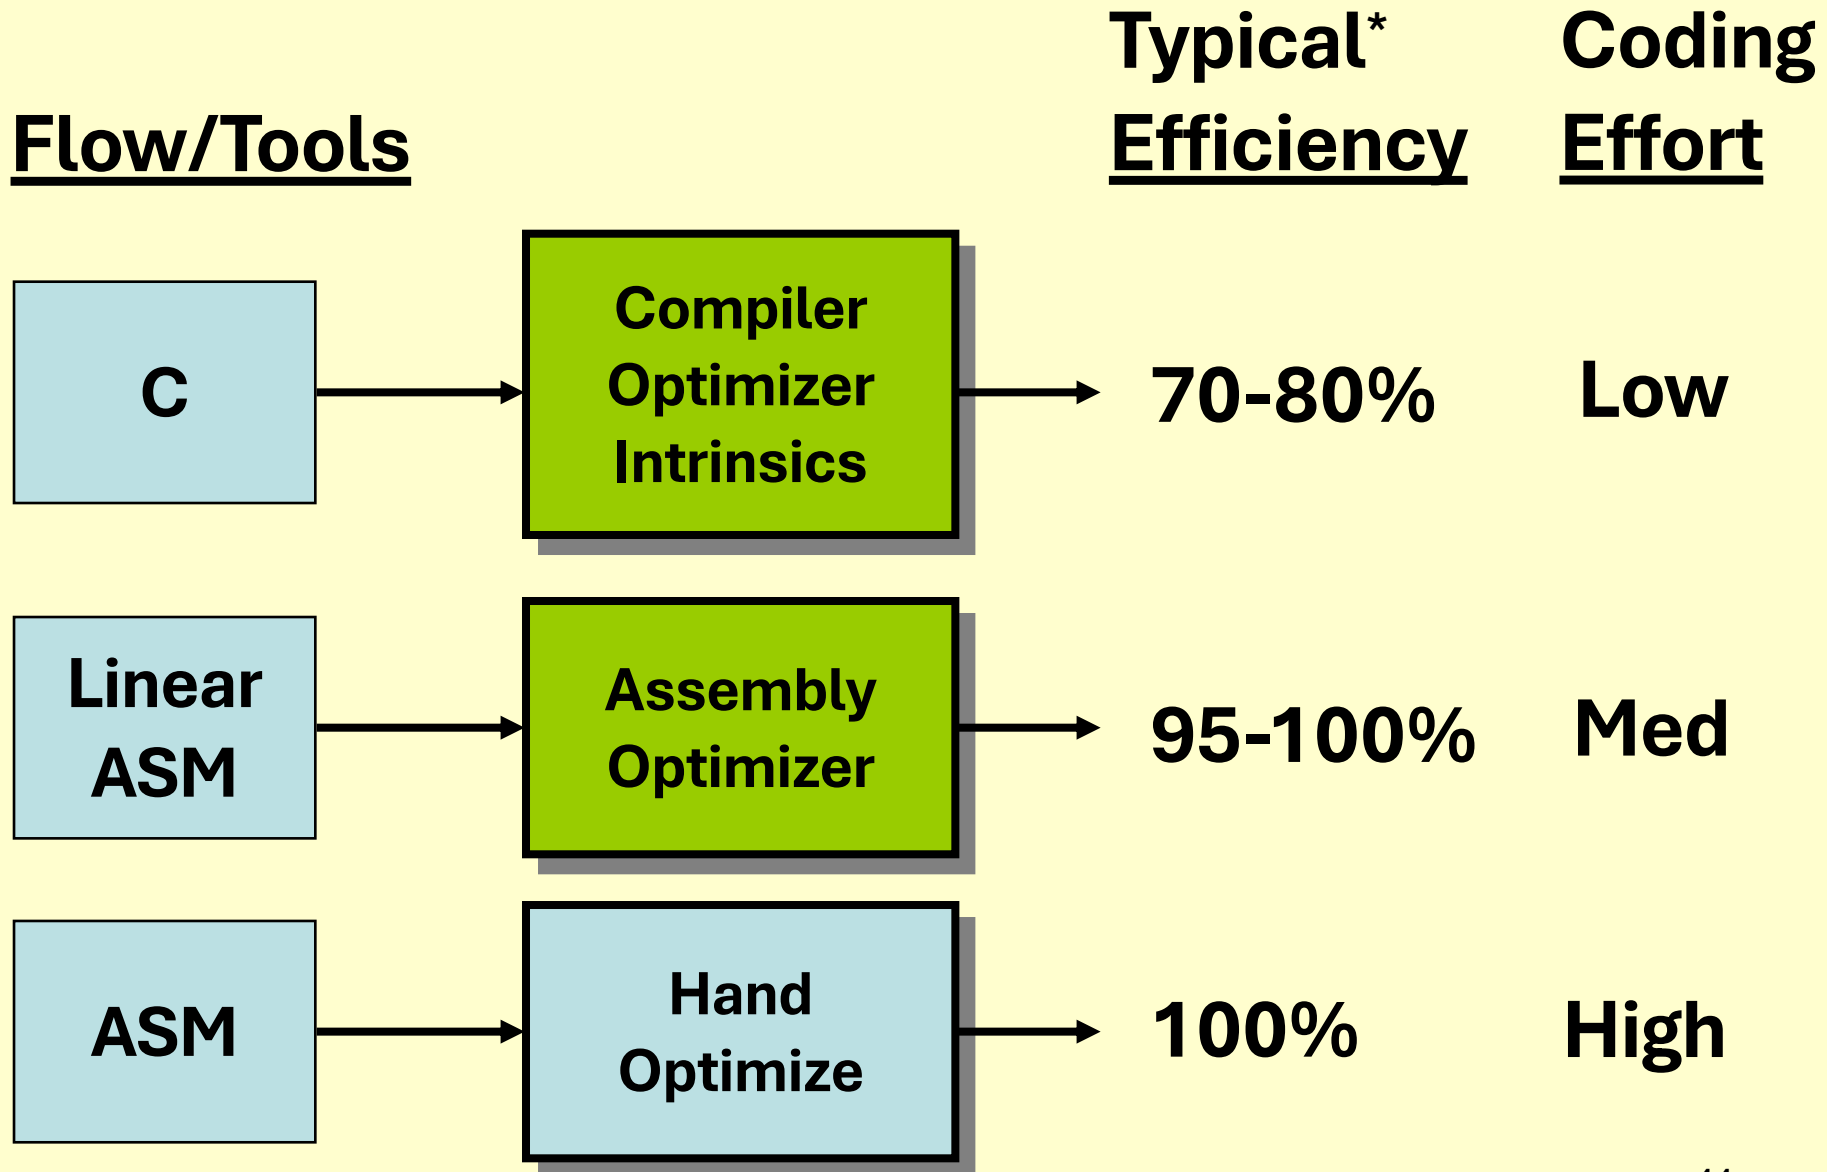 Typical* Coding
Flow/Tools Efficiency Effort
C
Compiler
Optimizer
Intrinsics
70-80% Low
Linear
ASM
Assembly
Optimizer
95-100% Med
ASM
Hand
Optimize
100% High